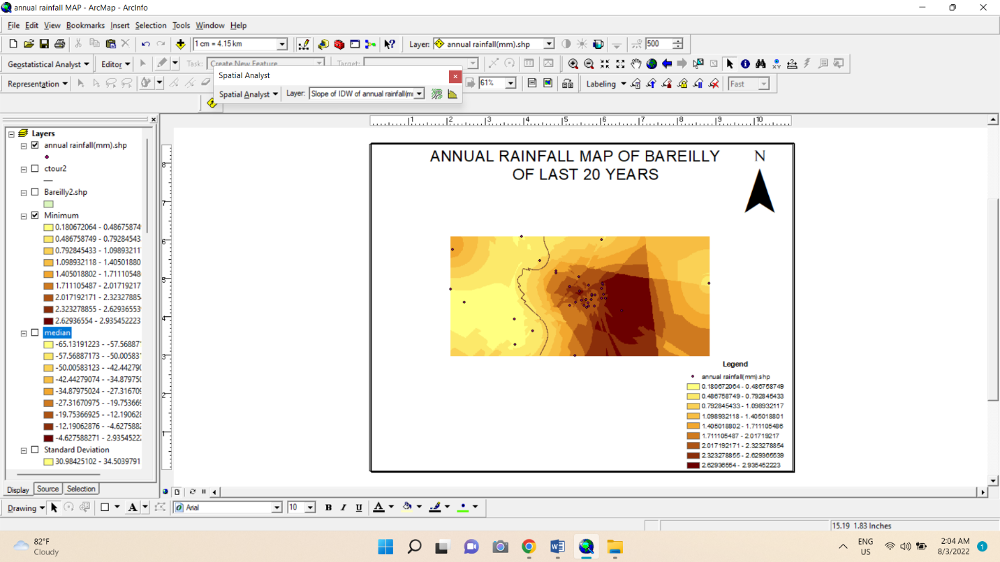 annual rainfall MAP - ArcMap - ArcInfo
File Edit View Bookmarks Insert Selection Tools Window Help
1 cm = 4.15 km
Layer: annual rainfall(mm).shp
500
Geostatistical Analyst Editor Task: Create New Feature Target:
Spatial Analyst
Representation
61%
Labeling
Fast
Spatial Analyst Layer: Slope of IDW of annual rainfall(m
1 2 3 4 5 6 7 8 9 10
Layers
annual rainfall(mm).shp
ctour2
Bareilly2.shp
Minimum
0.180672064 - 0.48675874
0.486758749 - 0.79284543
0.792845433 - 1.09893211
1.098932118 - 1.40501880
1.405018802 - 1.71110548
1.711105487 - 2.01719217
2.017192171 - 2.32327885
2.323278855 - 2.62936553
2.62936554 - 2.935452223
median
-65.13191223 - -57.56887
-57.56887173 - -50.00583
-50.00583123 - -42.44279
-42.44279074 - -34.87975
-34.87975024 - -27.31670
-27.31670975 - -19.75366
-19.75366925 - -12.19062
-12.19062876 - -4.627588
-4.627588271 - 2.9354522
Standard Deviation
30.98425102 - 34.5039791
Display Source Selection
8
7
6
5
4
3
2
1
ANNUAL RAINFALL MAP OF BAREILLY
OF LAST 20 YEARS
N
Legend
annual rainfall(mm).shp
0.180672064 - 0.486758749
0.486758749 - 0.792845433
0.792845433 - 1.098932117
1.098932118 - 1.405018801
1.405018802 - 1.711105486
1.711105487 - 2.01719217
2.017192171 - 2.323278854
2.323278855 - 2.629365539
2.62936554 - 2.935452223
Drawing A Arial 10 B I U A
15.19 1.83 Inches
82°F
Cloudy
ENG
US
2:04 AM
8/3/2022
1